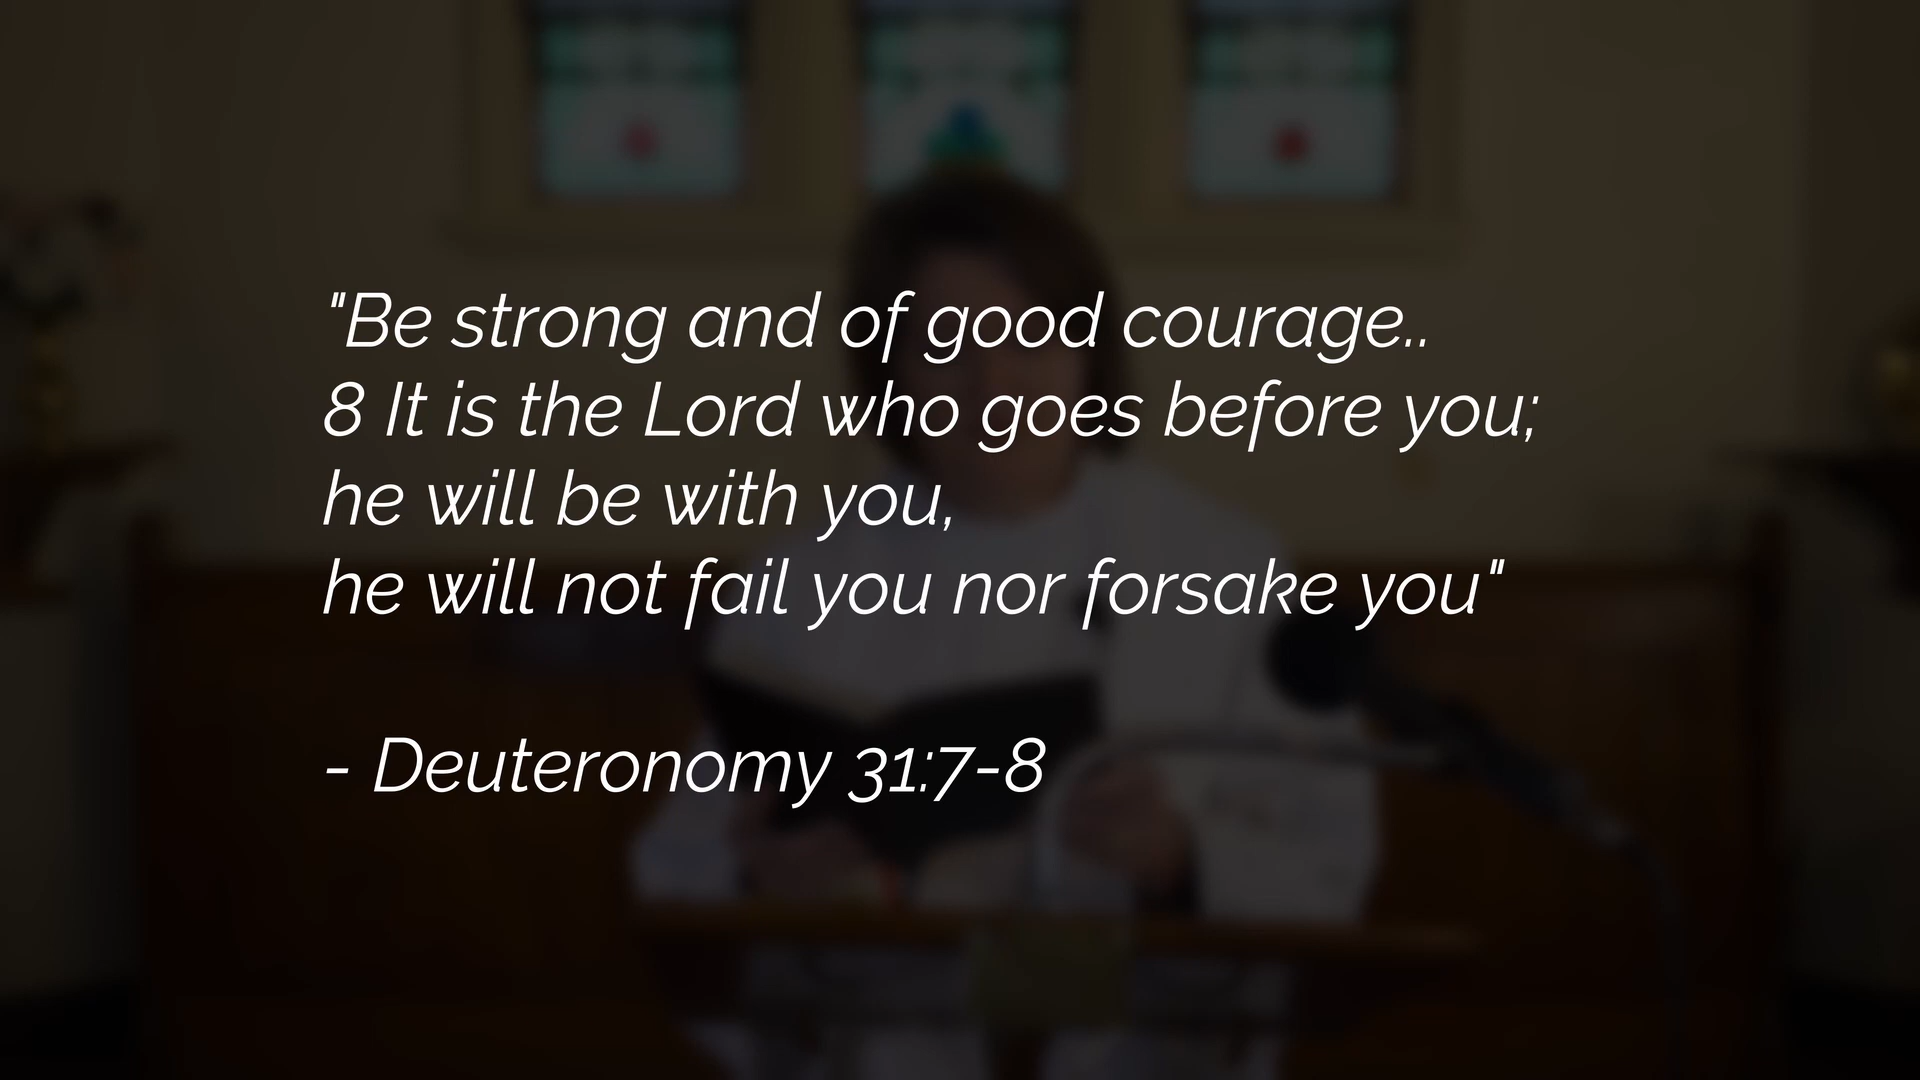 "Be strong and of good courage..
8 It is the Lord who goes before you;
he will be with you,
he will not fail you nor forsake you"
- Deuteronomy 31:7-8